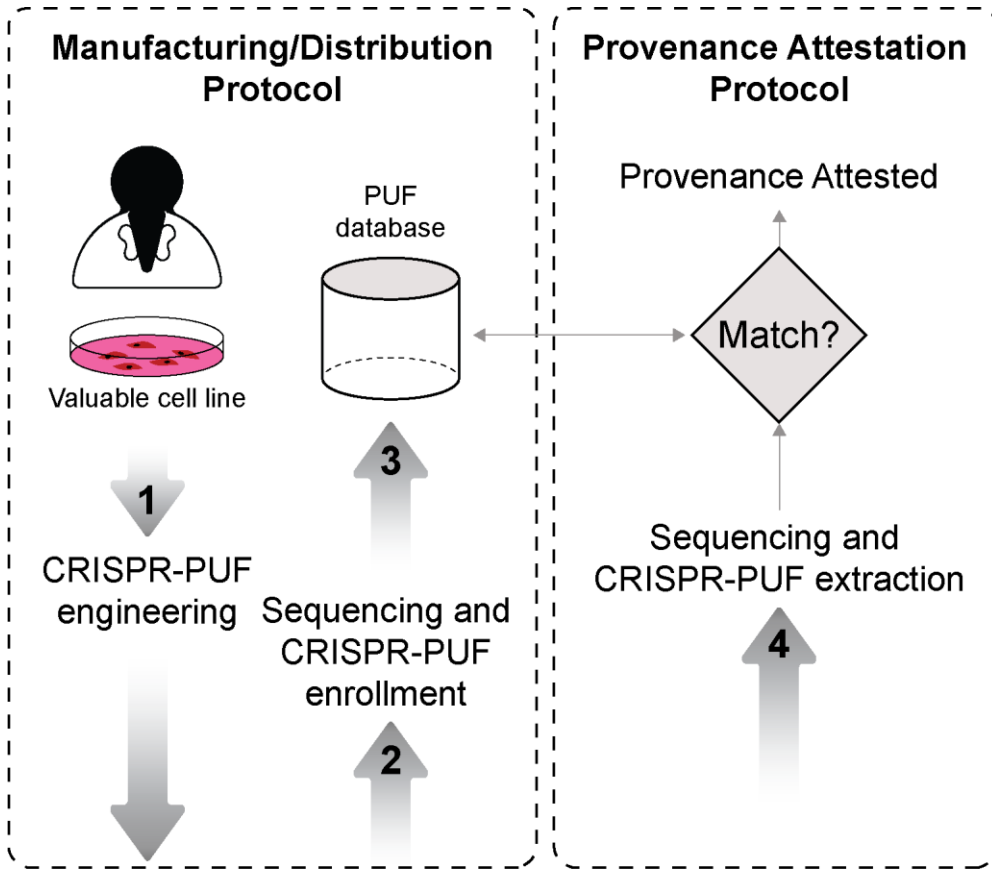 Manufacturing/Distribution
Protocol
Valuable cell line
1
CRISPR-PUF
engineering
PUF
database
3
Sequencing and
CRISPR-PUF
enrollment
2
Provenance Attestation
Protocol
Provenance Attested
Match?
Sequencing and
CRISPR-PUF extraction
4